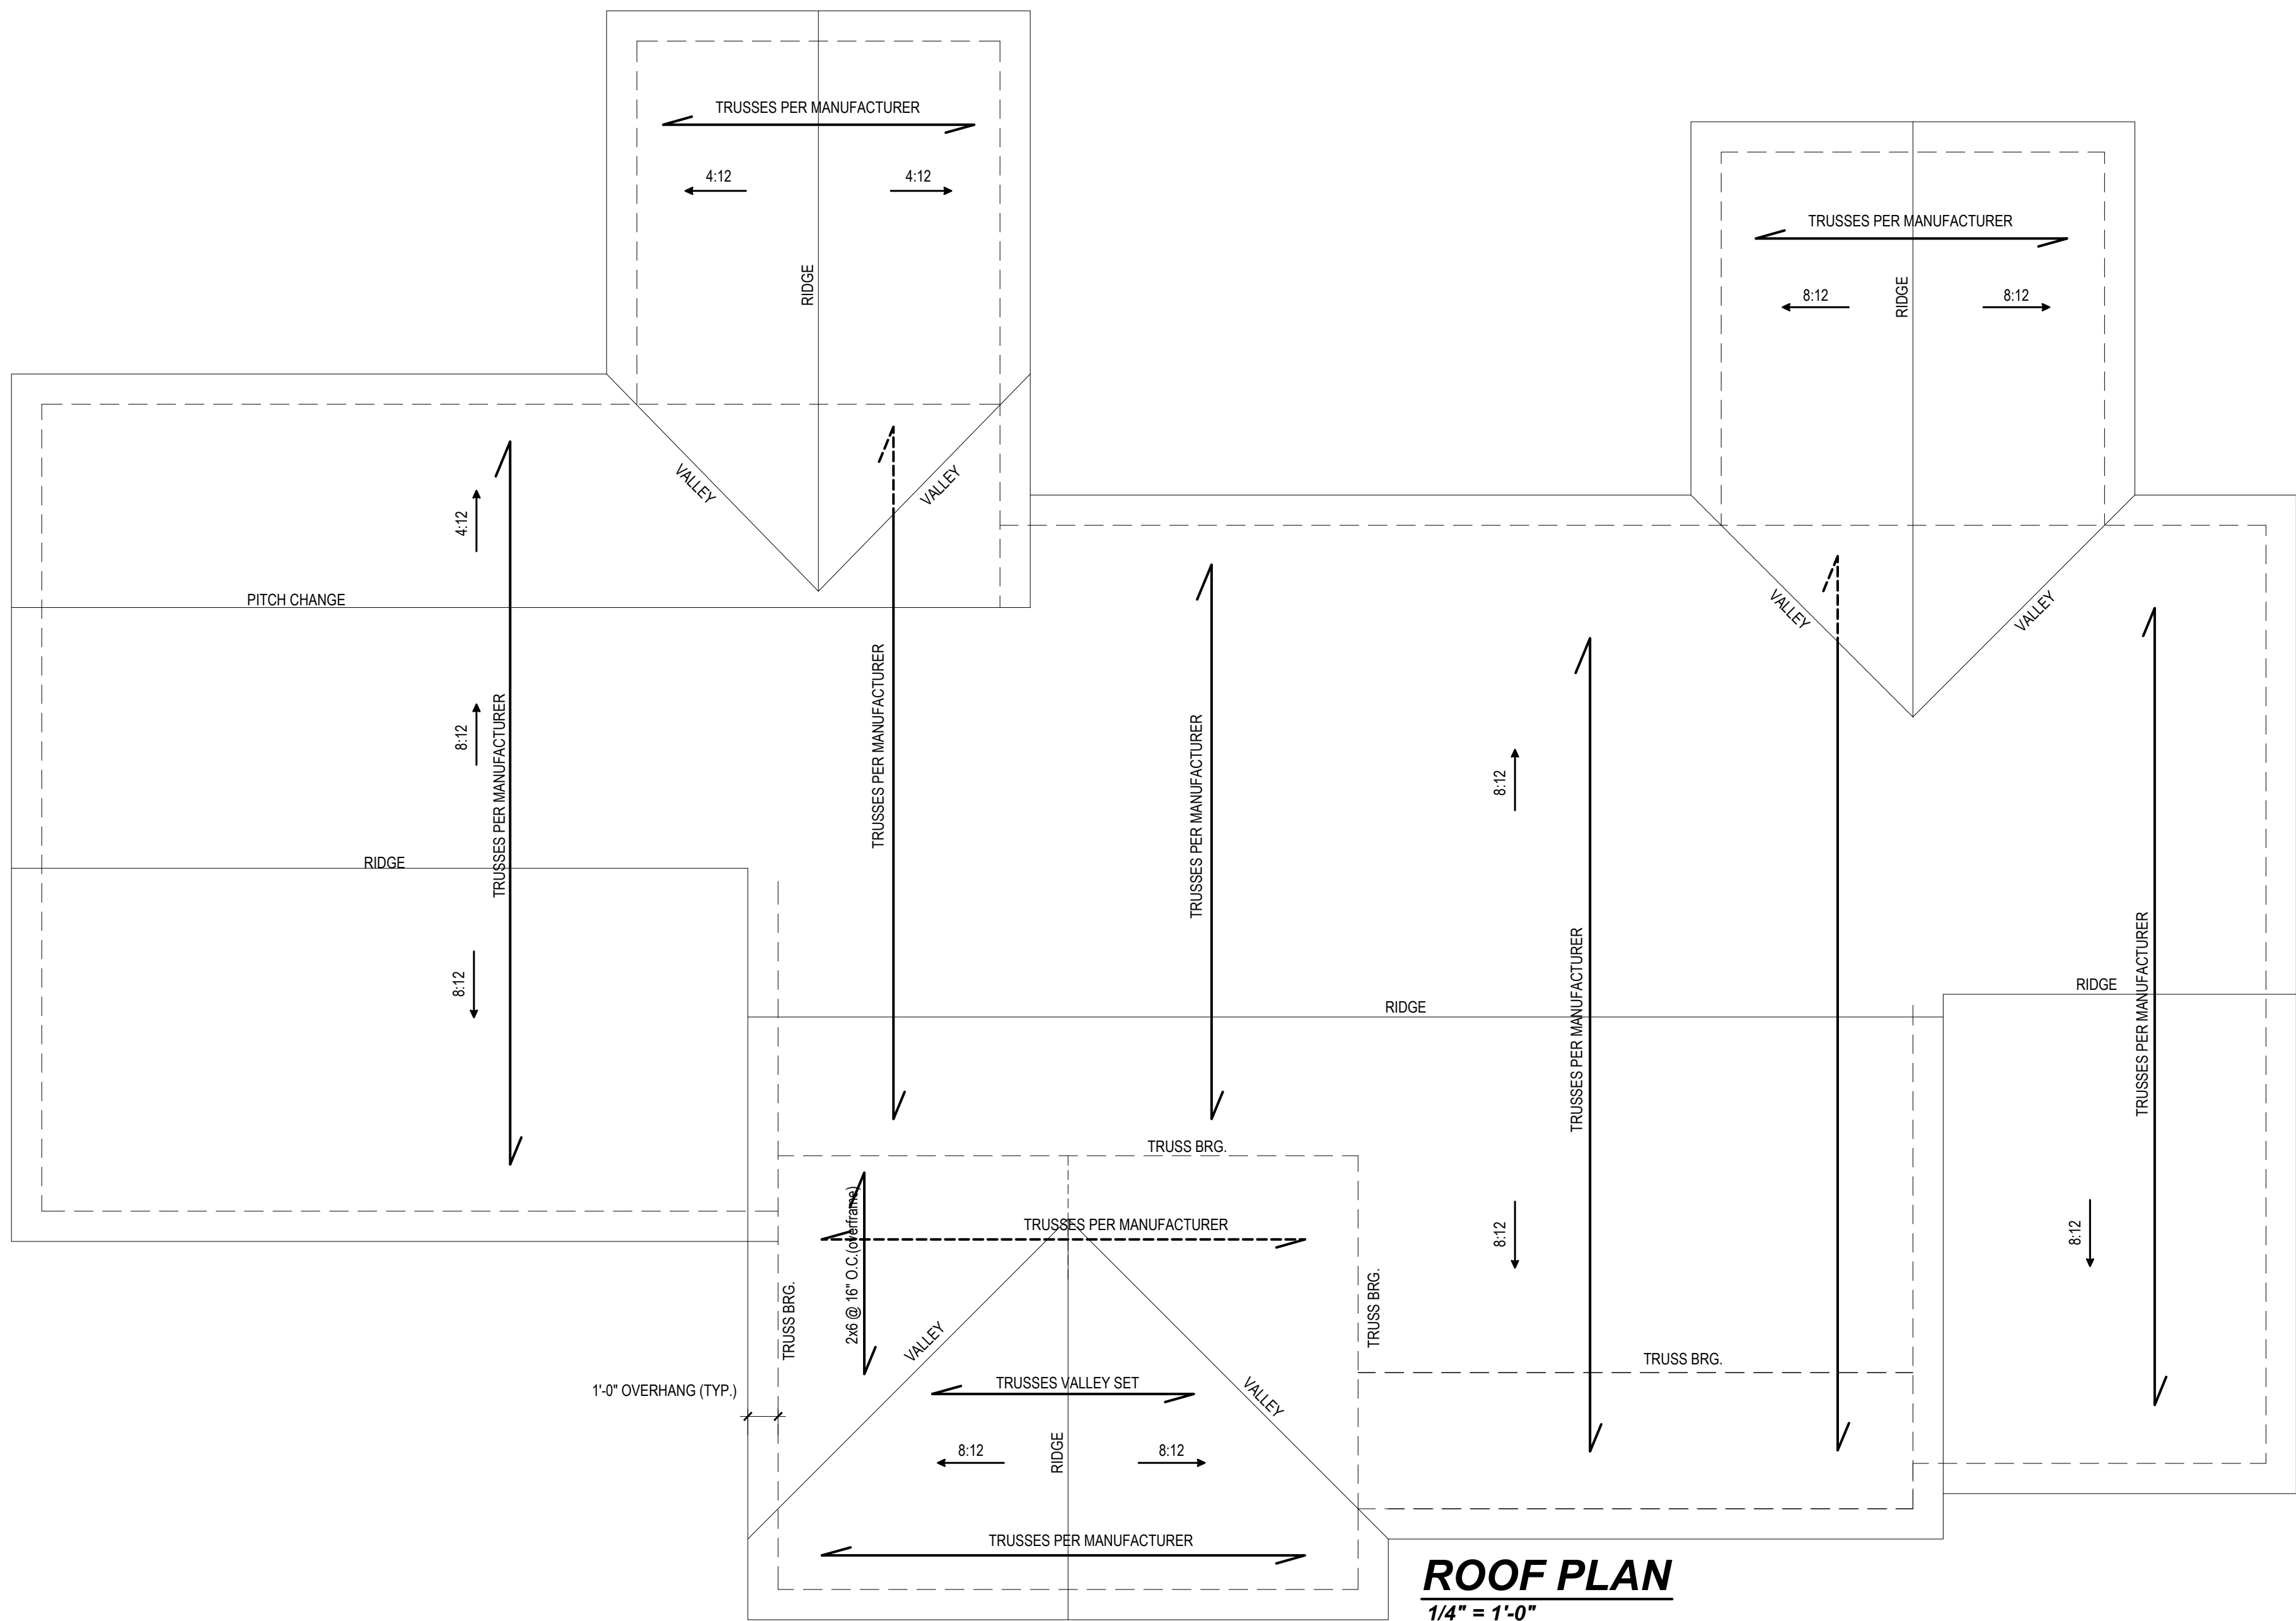 TRUSSES PER MANUFACTURER
4:12
4:12
RIDGE
TRUSSES PER MANUFACTURER
8:12
8:12
RIDGE
VALLEY
VALLEY
4:12
PITCH CHANGE
VALLEY
VALLEY
8:12
TRUSSES PER MANUFACTURER
TRUSSES PER MANUFACTURER
TRUSSES PER MANUFACTURER
8:12
RIDGE
8:12
RIDGE
TRUSSES PER MANUFACTURER
RIDGE
TRUSSES PER MANUFACTURER
TRUSS BRG.
2x6 @ 16" O.C.(overframe)
TRUSSES PER MANUFACTURER
8:12
8:12
TRUSS BRG.
VALLEY
TRUSS BRG.
TRUSS BRG.
1'-0" OVERHANG (TYP.)
TRUSSES VALLEY SET
VALLEY
8:12
RIDGE
8:12
TRUSSES PER MANUFACTURER
ROOF PLAN
1/4" = 1'-0"